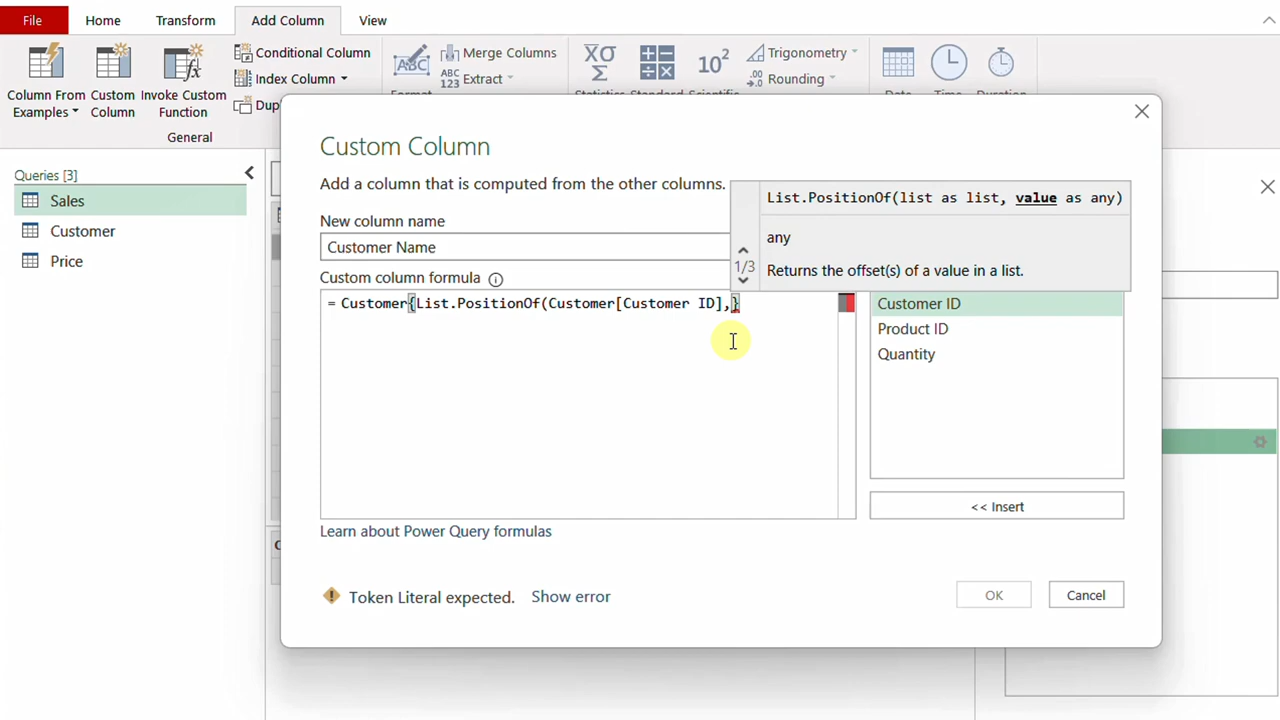 File Home Transform Add Column View
Conditional Column
Merge Columns
Trigonometry
Index Column
Extract
Rounding
Column From Examples
Custom Column
Invoke Custom Function
General
ABC
ABC 123
10²
Queries [3]
Sales
Customer
Price
Custom Column
Add a column that is computed from the other columns.
New column name
Customer Name
List.PositionOf(list as list, value as any)
any
1/3
Returns the offset(s) of a value in a list.
Custom column formula
= Customer{List.PositionOf(Customer[Customer ID],}
Customer ID
Product ID
Quantity
<< Insert
Learn about Power Query formulas
Token Literal expected. Show error
OK
Cancel